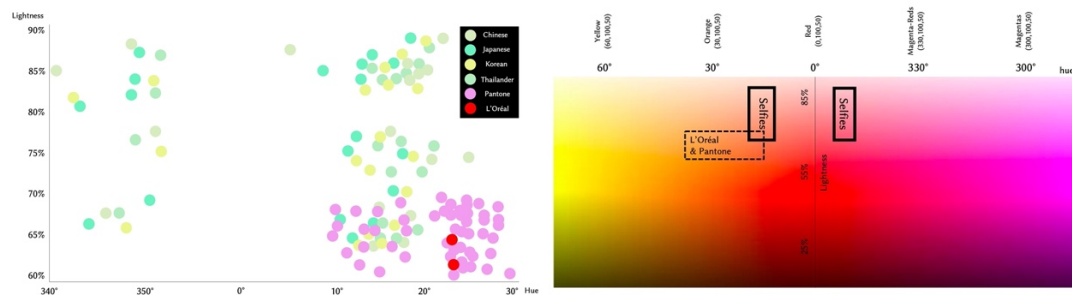 Lightness
90%
85%
80%
75%
70%
65%
60%
340°
350°
0°
10°
20°
30°
Hue
Chinese
Japanese
Korean
Thailander
Pantone
L'Oréal
Yellow
(60,100,50)
Orange
(30,100,50)
Red
(0,100,50)
Magenta-Reds
(330,100,50)
Magentas
(300,100,50)
60°
30°
0°
330°
300°
hue
85%
55%
25%
Lightness
Selfies
Selfies
L'Oréal
& Pantone